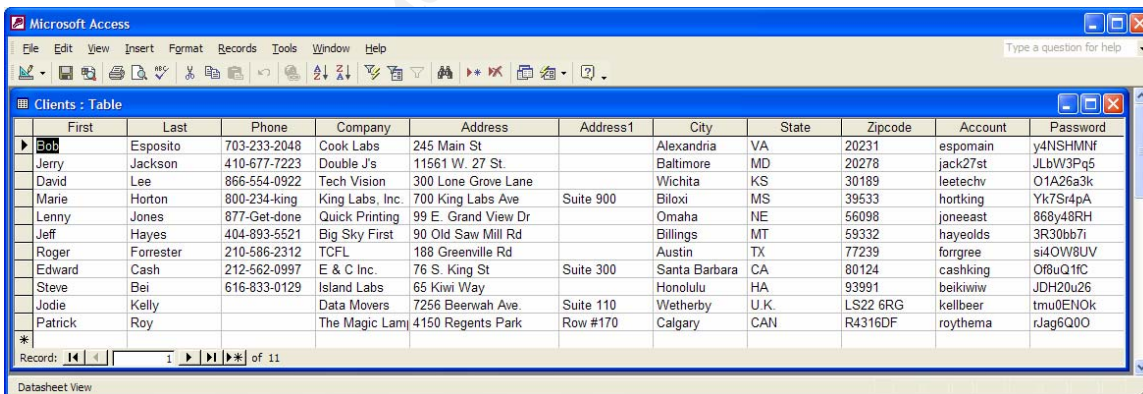 Microsoft Access
File Edit View Insert Format Records Tools Window Help Type a question for help
Clients : Table
First Last Phone Company Address Address1 City State Zipcode Account Password
Bob Esposito 703-233-2048 Cook Labs 245 Main St Alexandria VA 20231 espomain y4NSHMNf
Jerry Jackson 410-677-7223 Double J's 11561 W. 27 St. Baltimore MD 20278 jack27st JLbW3Pq5
David Lee 866-554-0922 Tech Vision 300 Lone Grove Lane Wichita KS 30189 leetechv O1A26a3k
Marie Horton 800-234-king King Labs, Inc. 700 King Labs Ave Suite 900 Biloxi MS 39533 hortking Yk7Sr4pA
Lenny Jones 877-Get-done Quick Printing 99 E. Grand View Dr Omaha NE 56098 joneeast 868y48RH
Jeff Hayes 404-893-5521 Big Sky First 90 Old Saw Mill Rd Billings MT 59332 hayeolds 3R30bb7i
Roger Forrester 210-586-2312 TCFL 188 Greenville Rd Austin TX 77239 forrgree si4OW8UV
Edward Cash 212-562-0997 E & C Inc. 76 S. King St Suite 300 Santa Barbara CA 80124 cashking Of8uQ1fC
Steve Bei 616-833-0129 Island Labs 65 Kiwi Way Honolulu HA 93991 beikiwiw JDH20u26
Jodie Kelly Data Movers 7256 Beerwah Ave. Suite 110 Wetherby U.K. LS22 6RG kellbeer tmu0ENOk
Patrick Roy The Magic Lamp 4150 Regents Park Row #170 Calgary CAN R4316DF roythema rJag6Q0O
Record: 1 of 11
Datasheet View